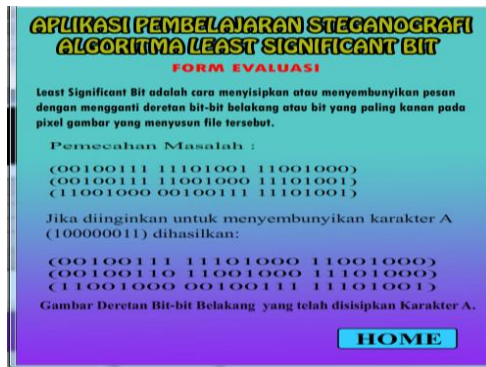 APLIKASI PEMBELAJARAN STEGANOGRAFI
ALGORITMA LEAST SIGNIFICANT BIT
FORM EVALUASI
Least Significant Bit adalah cara menyisipkan atau menyembunyikan pesan
dengan mengganti deretan bit-bit belakang atau bit yang paling kanan pada
pixel gambar yang menyusun file tersebut.
Pemecahan Masalah :
(00100111 11101001 11001000)
(00100111 11001000 11101001)
(11001000 00100111 11101001)
Jika diinginkan untuk menyembunyikan karakter A
(100000011) dihasilkan:
(00100111 11101000 11001000)
(00100110 11001000 11101000)
(11001000 00100111 11101001)
Gambar Deretan Bit-bit Belakang yang telah disisipkan Karakter A.
HOME